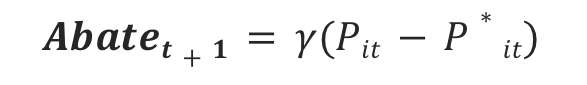 Abate_{t + 1} = γ(P_{it} − P^{*}_{it})